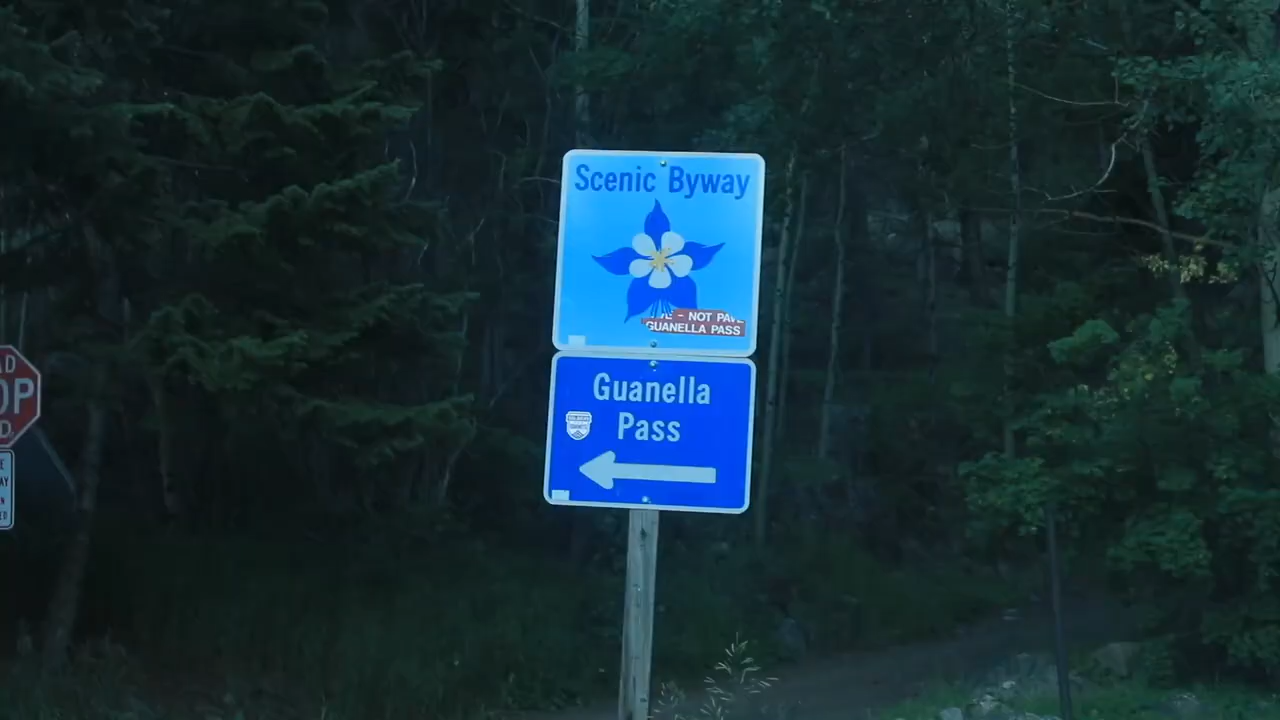 Scenic Byway
- NOT PAVE
GUANELLA PASS
Guanella
Pass
OP